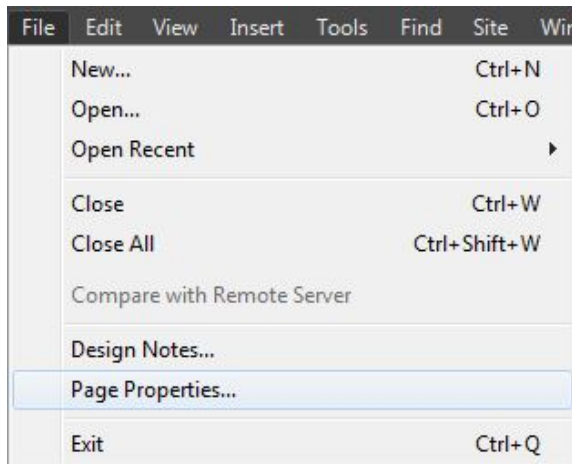 File Edit View Insert Tools Find Site
New... Ctrl+N
Open... Ctrl+O
Open Recent
Close Ctrl+W
Close All Ctrl+Shift+W
Compare with Remote Server
Design Notes...
Page Properties...
Exit Ctrl+Q